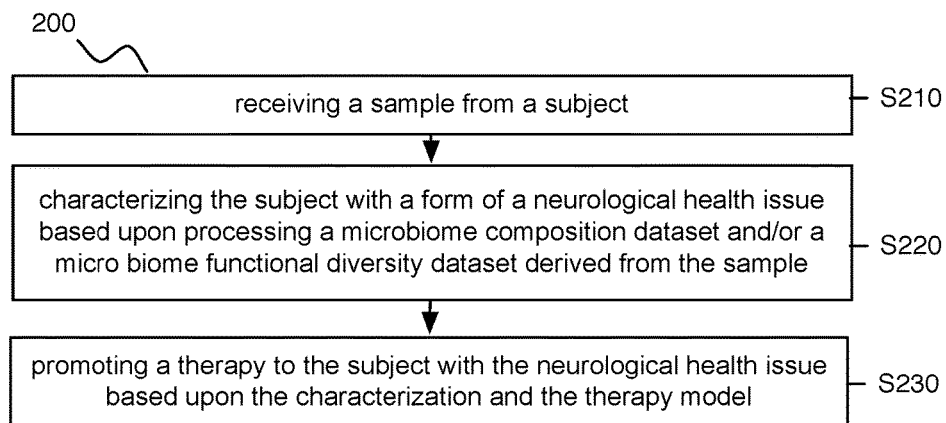 200
receiving a sample from a subject
S210
characterizing the subject with a form of a neurological health issue
based upon processing a microbiome composition dataset and/or a
micro biome functional diversity dataset derived from the sample
S220
promoting a therapy to the subject with the neurological health issue
based upon the characterization and the therapy model
S230